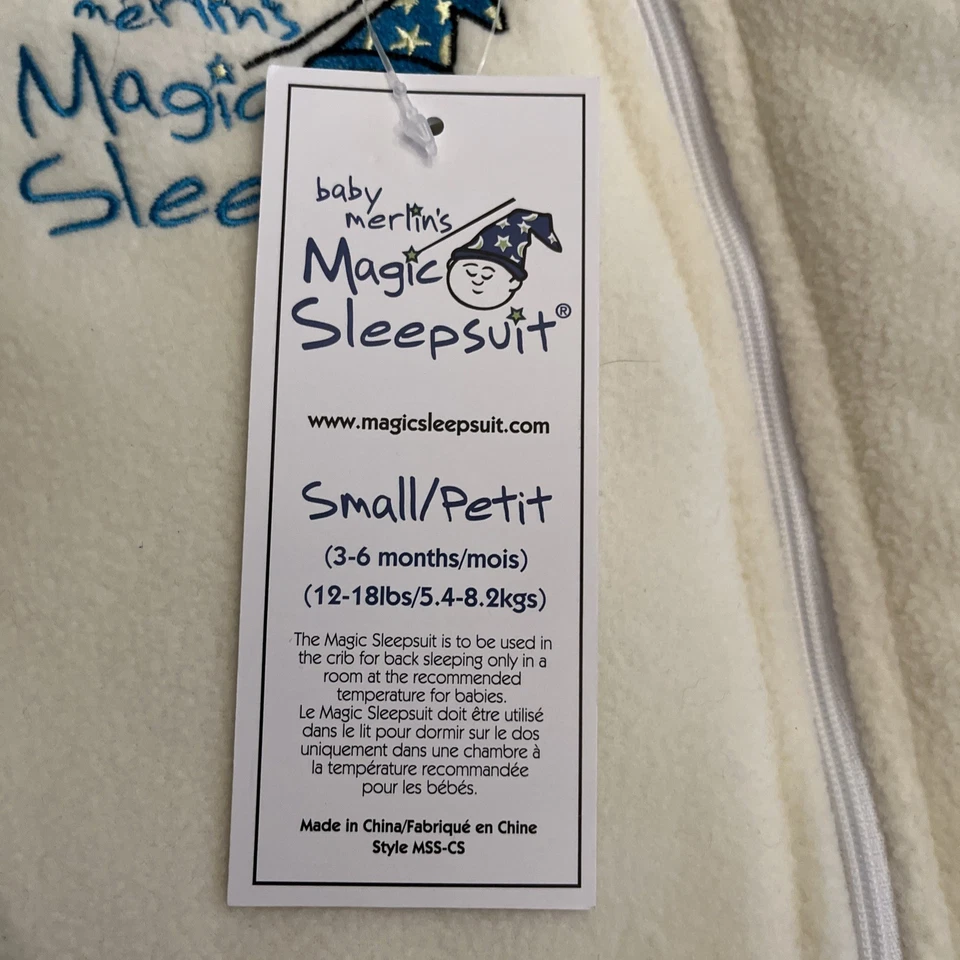 merlin's
Magic
Slee
baby
merlin's
Magic
Sleepsuit®
www.magicsleepsuit.com
Small/Petit
(3-6 months/mois)
(12-18lbs/5.4-8.2kgs)
The Magic Sleepsuit is to be used in
the crib for back sleeping only in a
room at the recommended
temperature for babies.
Le Magic Sleepsuit doit être utilisé
dans le lit pour dormir sur le dos
uniquement dans une chambre à
la température recommandée
pour les bébés.
Made in China/Fabriqué en Chine
Style MSS-CS